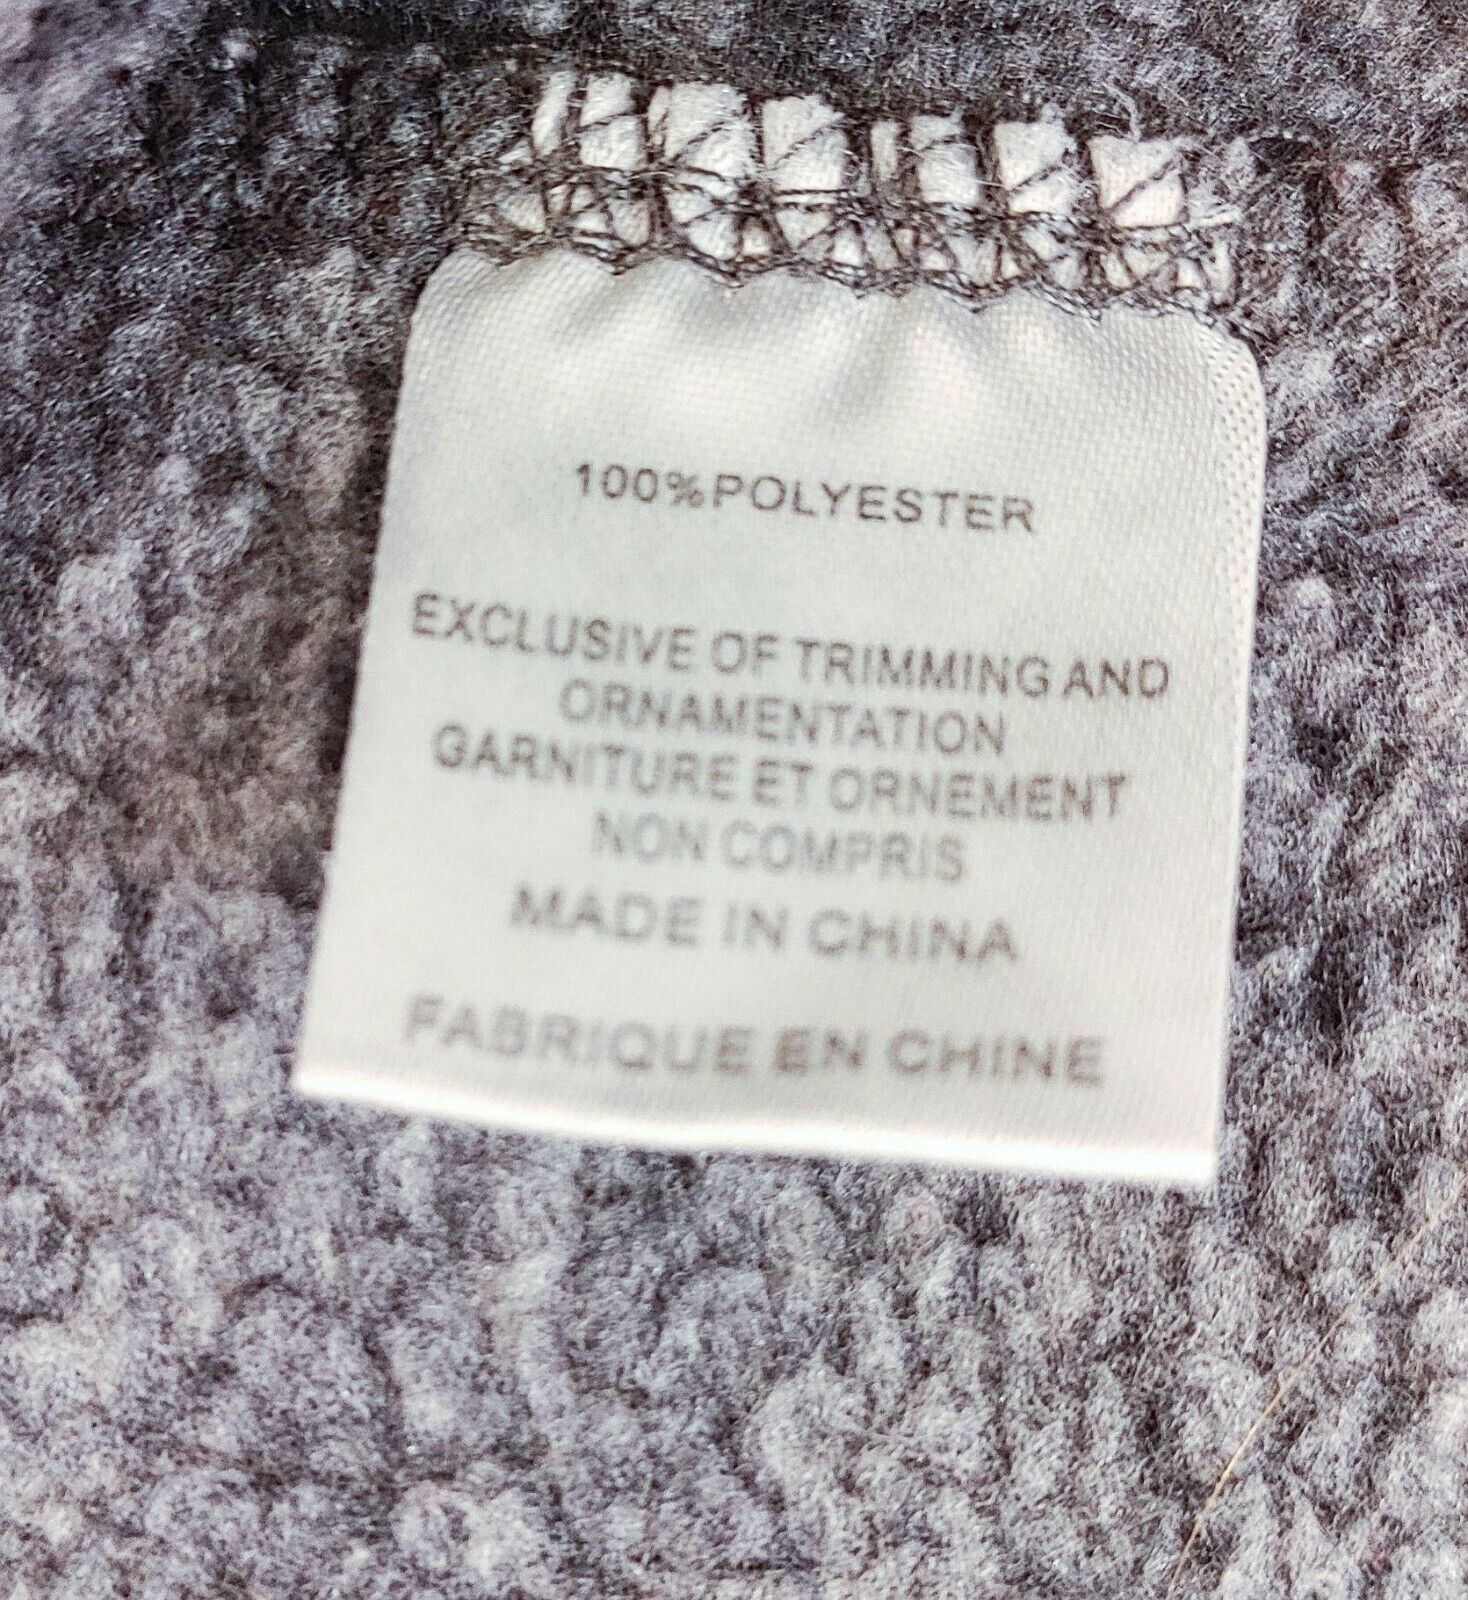 100%POLYESTER
EXCLUSIVE OF TRIMMING AND
ORNAMENTATION
GARNITURE ET ORNEMENT
NON COMPRIS
MADE IN CHINA
FABRIQUE EN CHINE